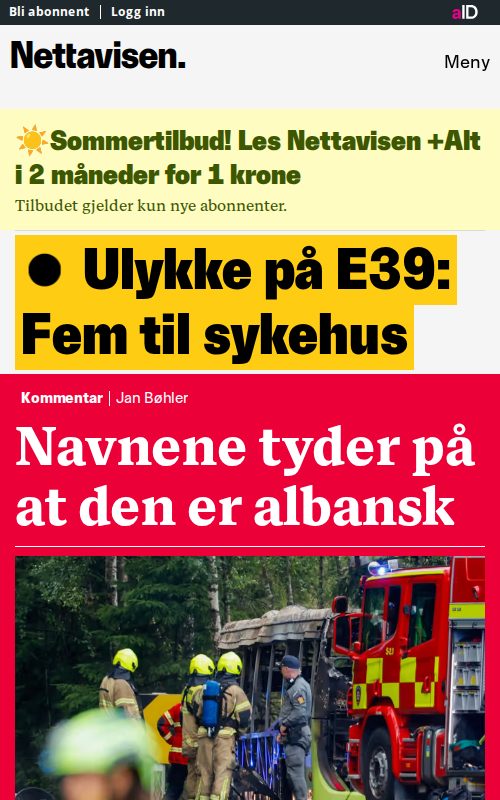 Bli abonnent | Logg inn
aID
Nettavisen.
Meny
☀️Sommertilbud! Les Nettavisen +Alt
i 2 måneder for 1 krone
Tilbudet gjelder kun nye abonnenter.
● Ulykke på E39:
Fem til sykehus
Kommentar | Jan Bøhler
Navnene tyder på
at den er albansk